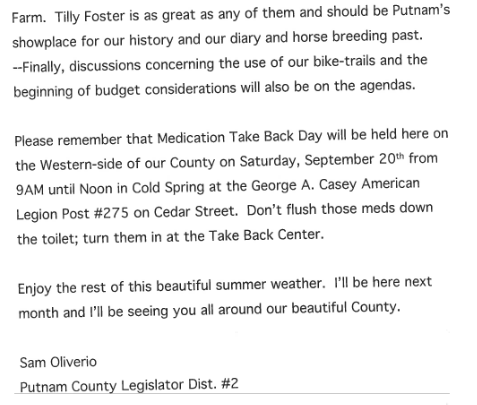 Farm. Tilly Foster is as great as any of them and should be Putnam's
showplace for our history and our diary and horse breeding past.
--Finally, discussions concerning the use of our bike-trails and the
beginning of budget considerations will also be on the agendas.
Please remember that Medication Take Back Day will be held here on
the Western-side of our County on Saturday, September 20th from
9AM until Noon in Cold Spring at the George A. Casey American
Legion Post #275 on Cedar Street. Don't flush those meds down
the toilet; turn them in at the Take Back Center.
Enjoy the rest of this beautiful summer weather. I'll be here next
month and I'll be seeing you all around our beautiful County.
Sam Oliverio
Putnam County Legislator Dist. #2